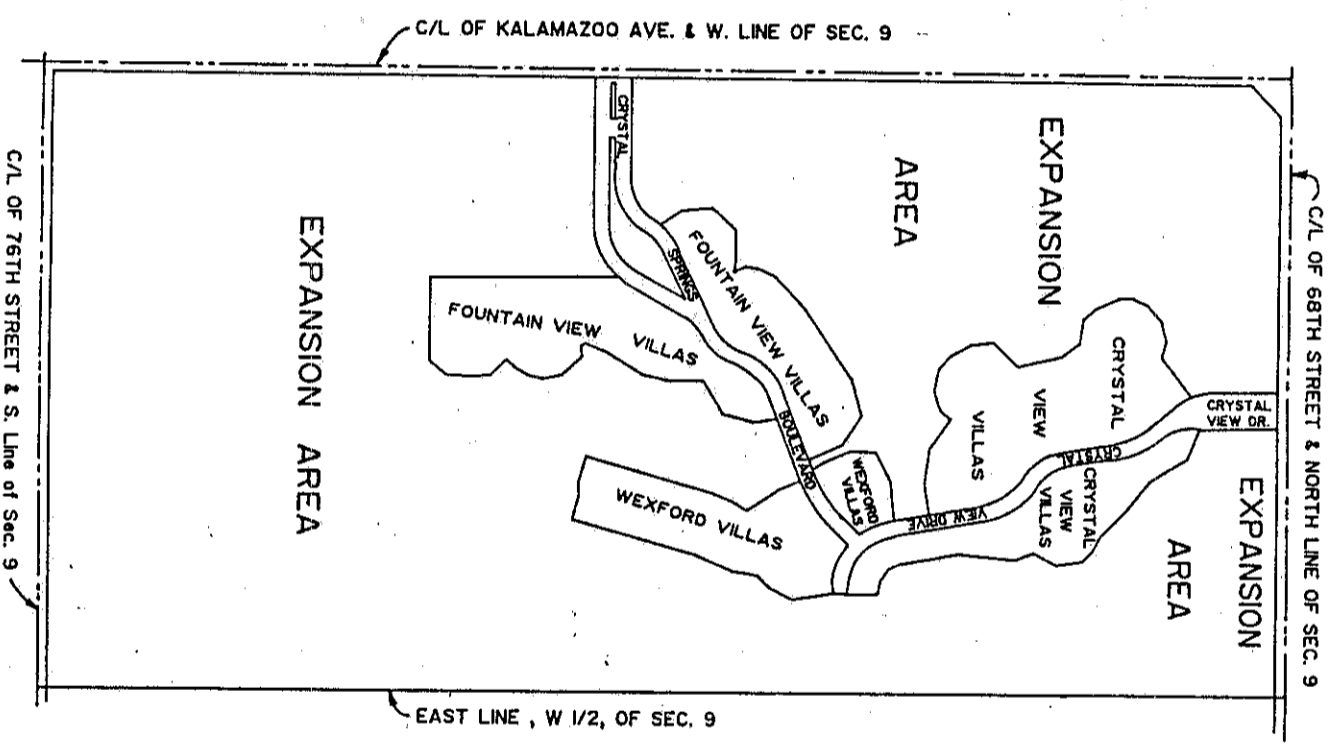 C/L OF KALAMAZOO AVE. & W. LINE OF SEC. 9
C/L OF 68TH STREET & NORTH LINE OF SEC. 9
C/L OF 76TH STREET & S. Line of Sec. 9
EAST LINE , W 1/2, OF SEC. 9
EXPANSION
AREA
EXPANSION
AREA
EXPANSION AREA
CRYSTAL
SPRINGS
BOULEVARD
FOUNTAIN VIEW VILLAS
FOUNTAIN VIEW
VILLAS
WEXFORD
VILLAS
WEXFORD VILLAS
CRYSTAL
VIEW
VILLAS
CRYSTAL
VIEW
VILLAS
CRYSTAL
VIEW DR.
CRYSTAL
VIEW DRIVE